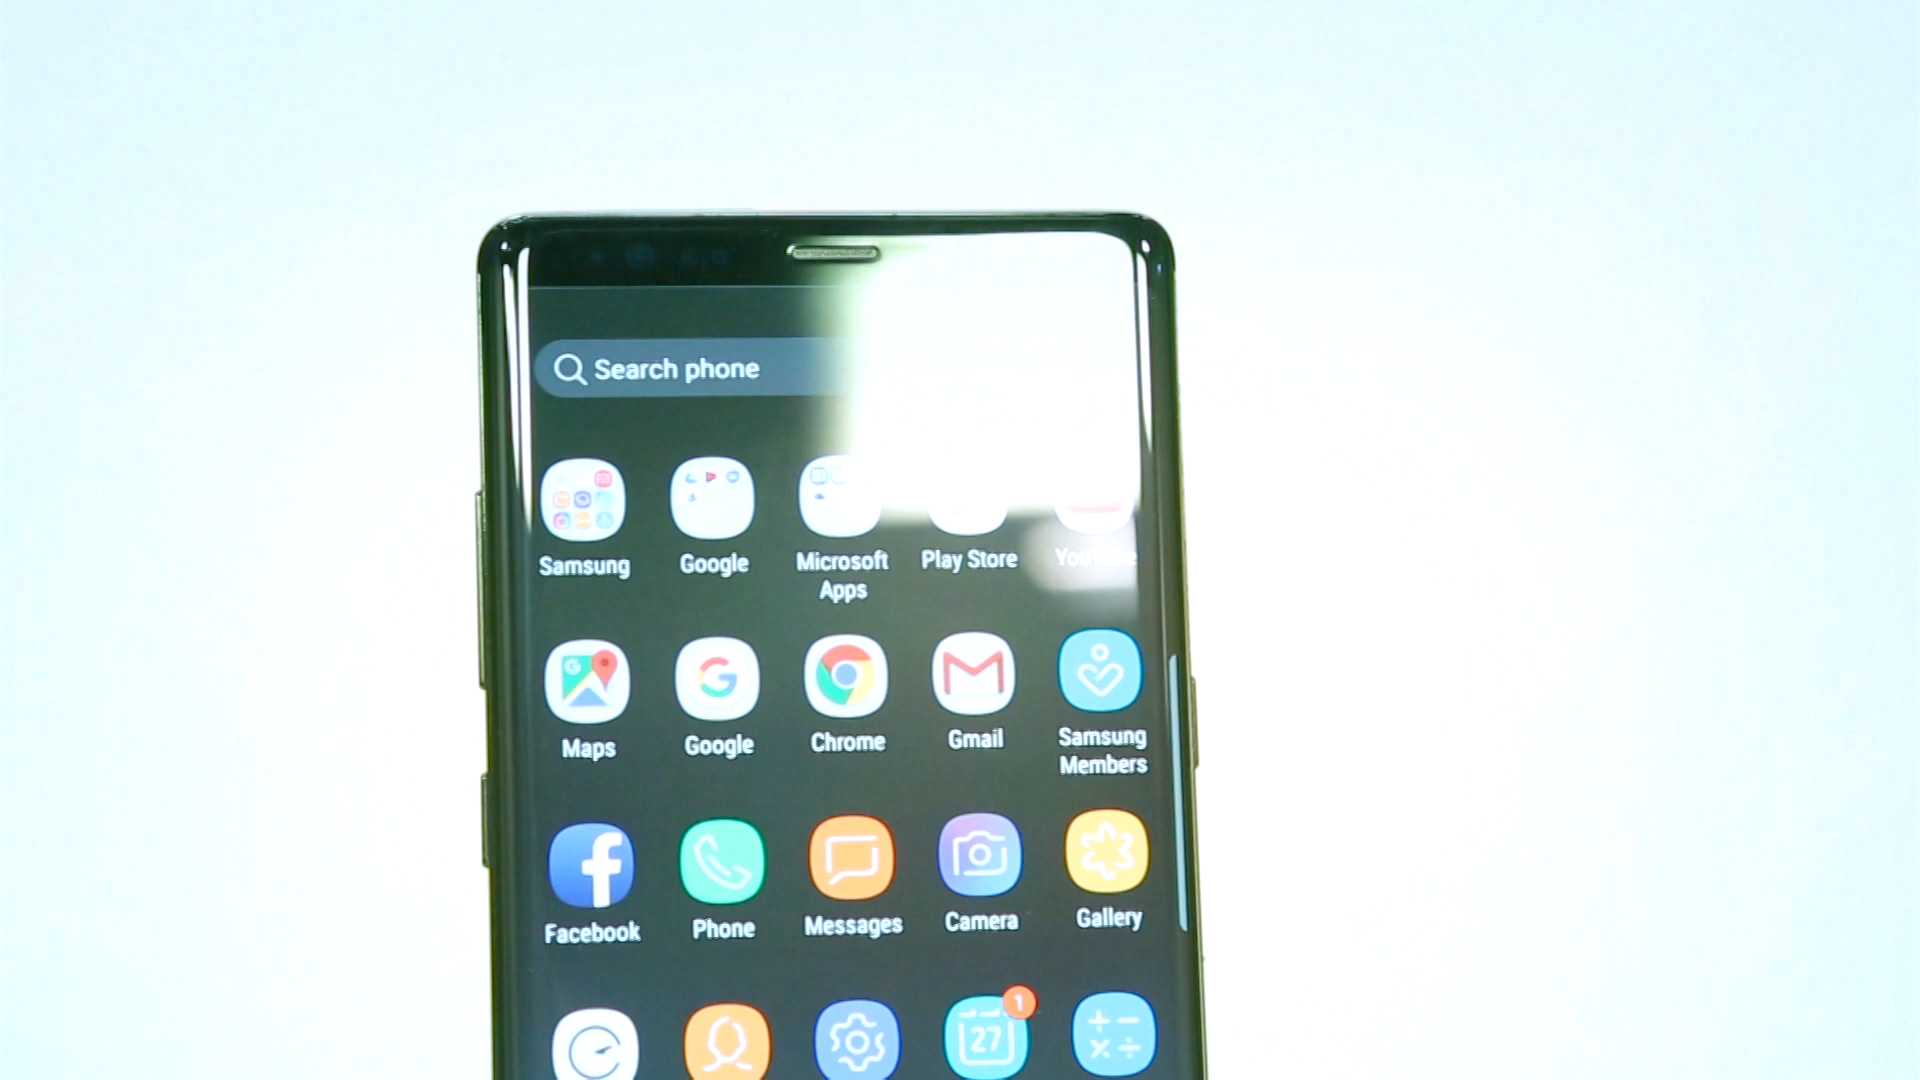 Search phone
Samsung
Google
Microsoft
Apps
Play Store
YouTube
Maps
Google
Chrome
Gmail
Samsung
Members
Facebook
Phone
Messages
Camera
Gallery
1
27